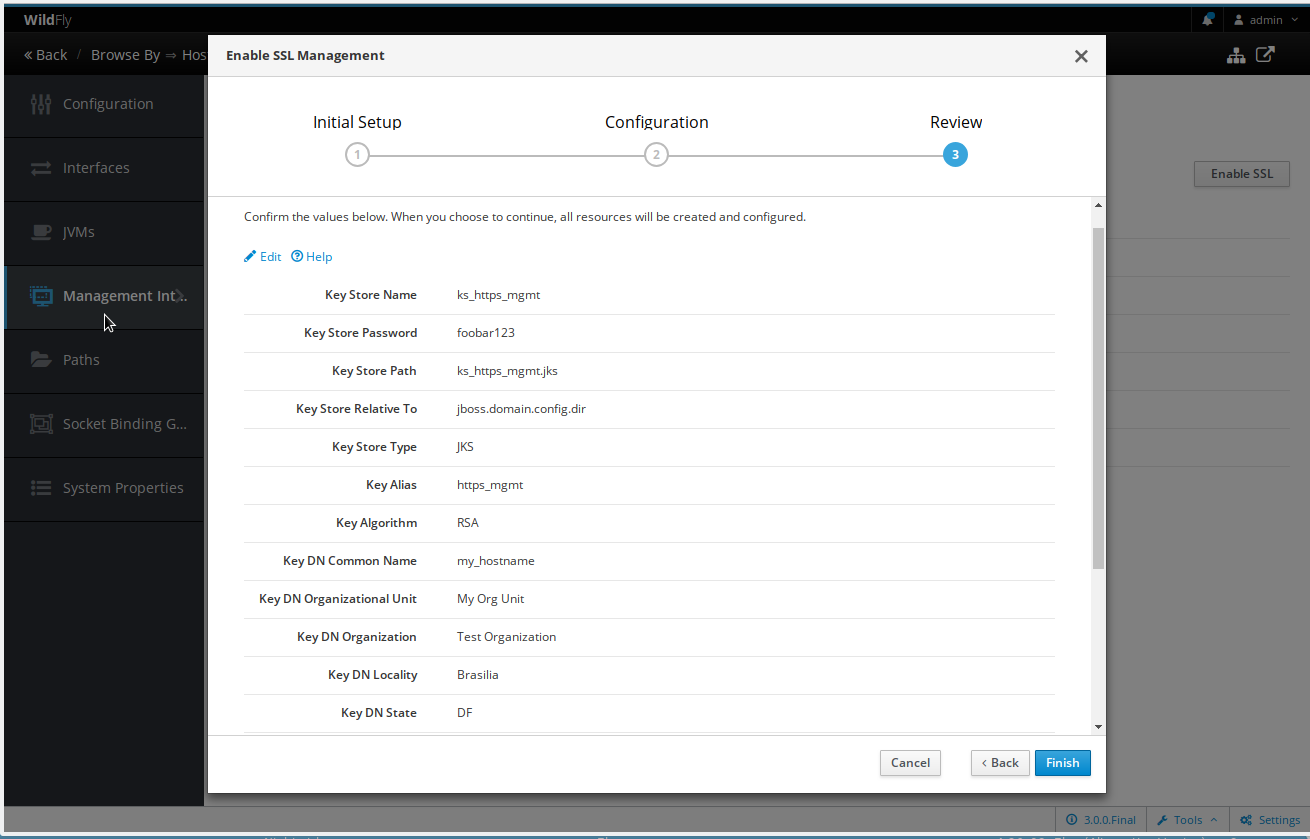 WildFly
admin
« Back / Browse By ⇒ Hos
Enable SSL Management
Configuration
Interfaces
JVMs
Management Int...
Paths
Socket Binding G...
System Properties
Initial Setup
Configuration
Review
1
2
3
Enable SSL
Confirm the values below. When you choose to continue, all resources will be created and configured.
Edit Help
Key Store Name ks_https_mgmt
Key Store Password foobar123
Key Store Path ks_https_mgmt.jks
Key Store Relative To jboss.domain.config.dir
Key Store Type JKS
Key Alias https_mgmt
Key Algorithm RSA
Key DN Common Name my_hostname
Key DN Organizational Unit My Org Unit
Key DN Organization Test Organization
Key DN Locality Brasilia
Key DN State DF
Cancel
‹ Back
Finish
3.0.0.Final
Tools
Settings